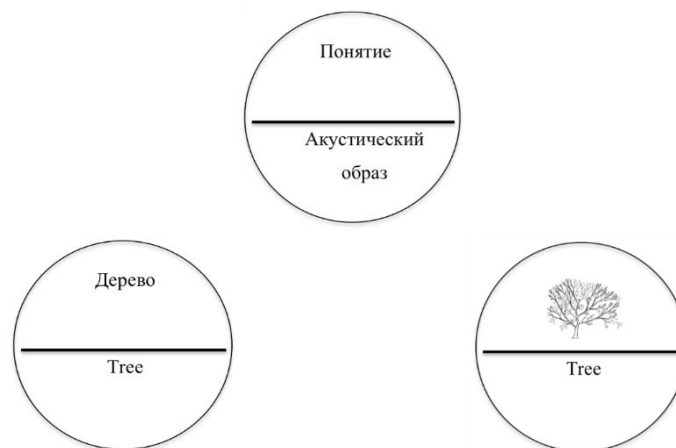 Понятие
Акустический
образ
Дерево
Tree
Tree